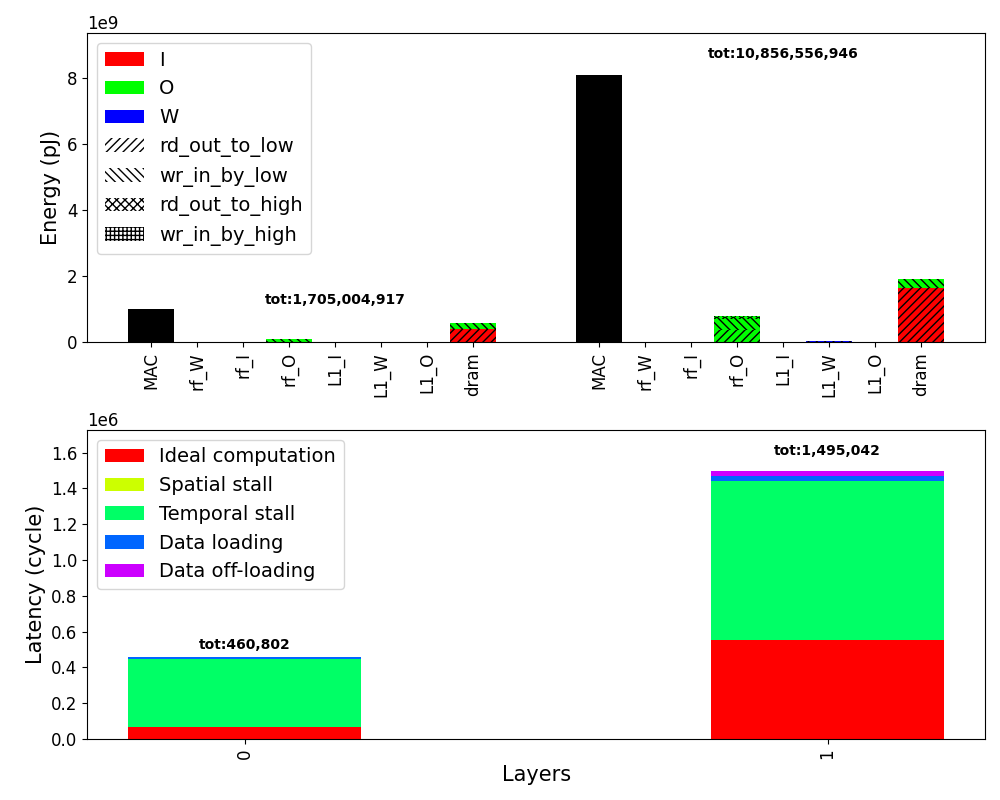 1e9
Energy (pJ)
8
6
4
2
0
I
O
W
rd_out_to_low
wr_in_by_low
rd_out_to_high
wr_in_by_high
tot:1,705,004,917
tot:10,856,556,946
MAC rf_W rf_I rf_O L1_I L1_W L1_O dram MAC rf_W rf_I rf_O L1_I L1_W L1_O dram
1e6
Latency (cycle)
1.6
1.4
1.2
1.0
0.8
0.6
0.4
0.2
0.0
Ideal computation
Spatial stall
Temporal stall
Data loading
Data off-loading
tot:460,802
tot:1,495,042
0 1
Layers